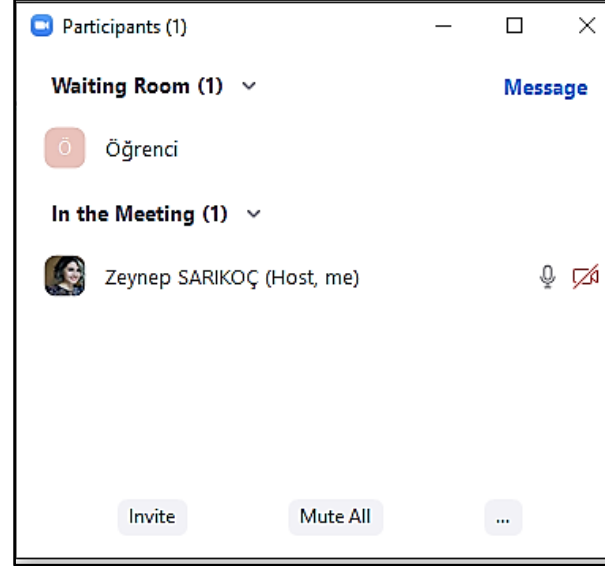 Participants (1)
Waiting Room (1) Message
Ö Öğrenci
In the Meeting (1)
Zeynep SARIKOÇ (Host, me)
Invite Mute All ...